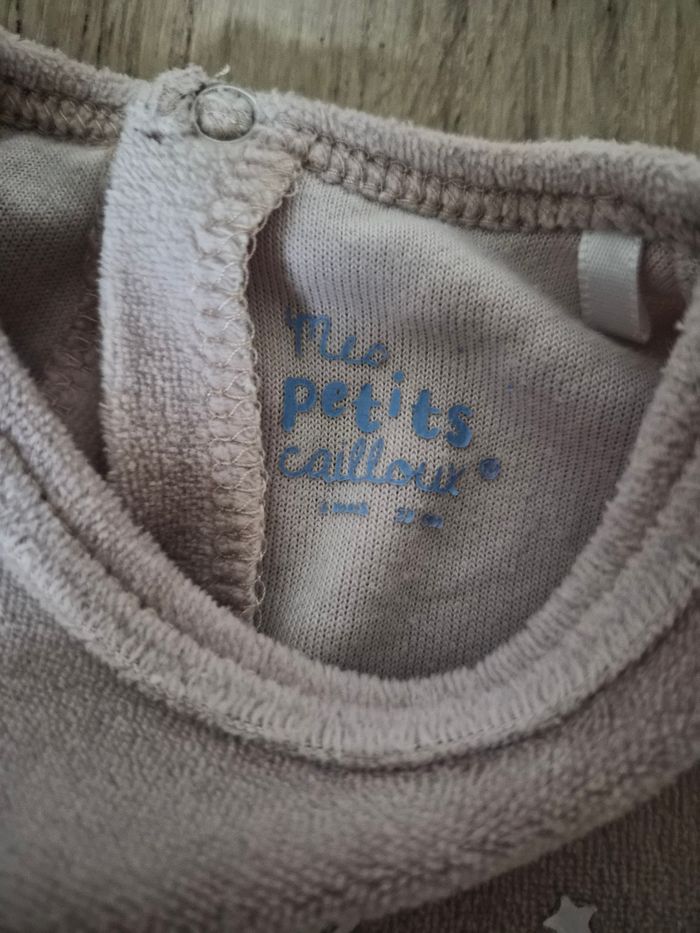 Mes
petits
cailloux ®